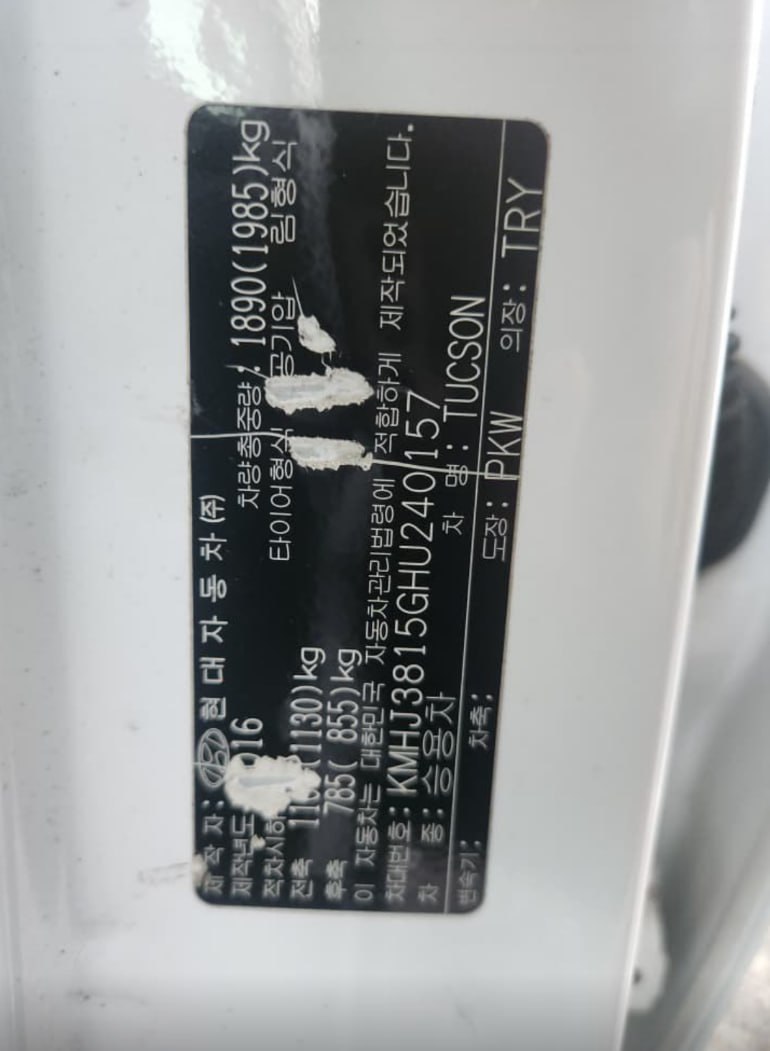 제 작 자: 현 대 자 동 차 (주)
제작년도 16
차량총중량: 1890(1985)kg
적차시하
타이어형식 공기압 림형식
전축 (1130)kg
후축 785( 855)kg
이 자동차는 대한민국 자동차관리법령에 적합하게 제작되었습니다.
차대번호: KMHJ3815GHU240157
차 종: 승용차 차 명: TUCSON
변속기: 차축: 도장: PKW 의장: TRY